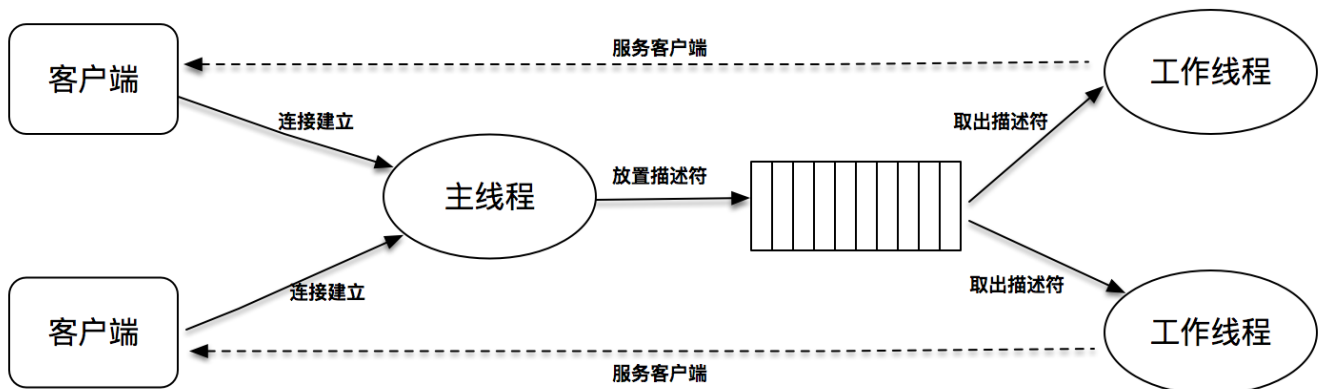 服务客户端
客户端
工作线程
连接建立
取出描述符
放置描述符
主线程
取出描述符
连接建立
客户端
工作线程
服务客户端